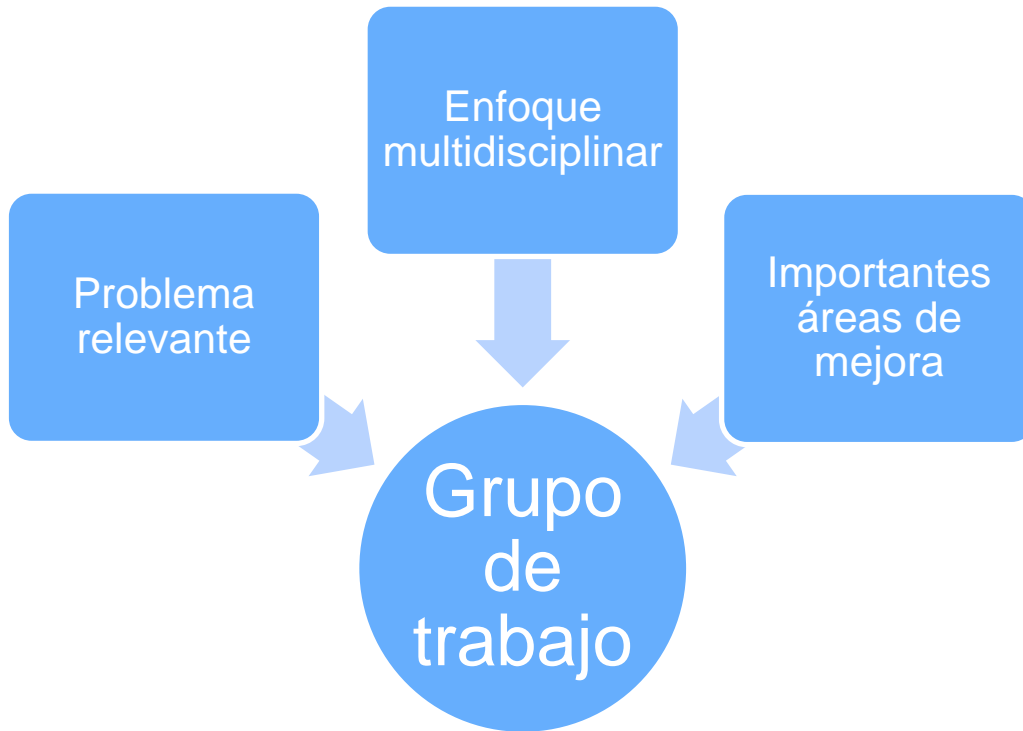 Enfoque
multidisciplinar
Problema
relevante
Importantes
áreas de
mejora
Grupo
de
trabajo